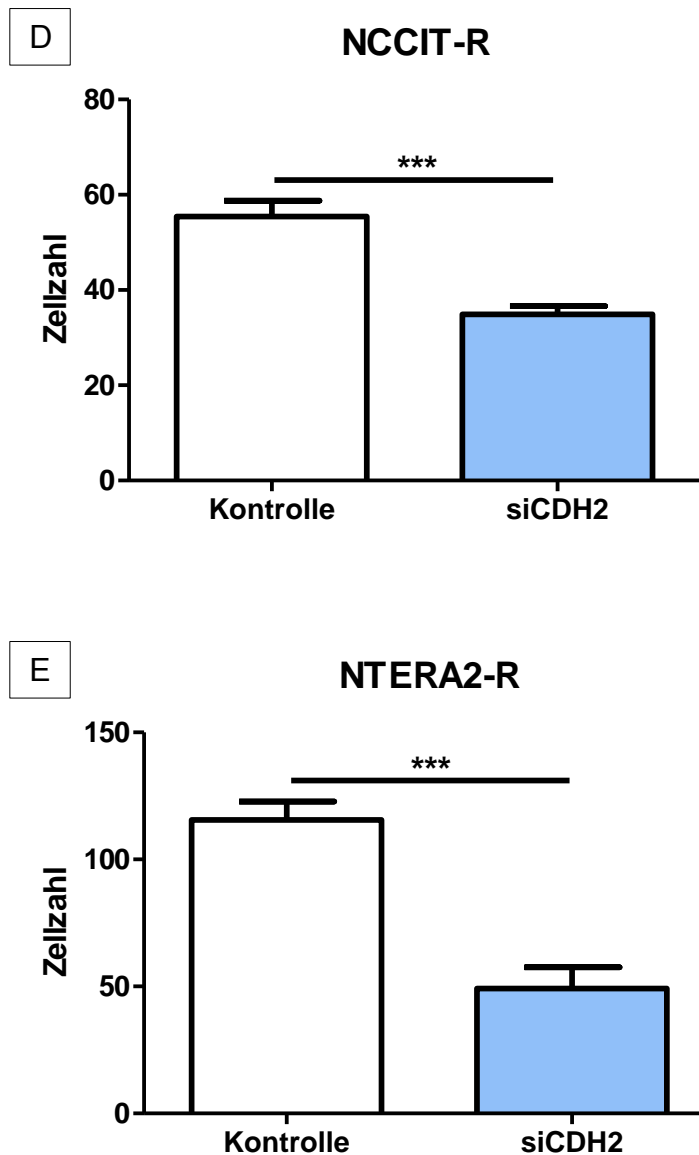 D
NCCIT-R
80
60
40
20
0
Zellzahl
***
Kontrolle siCDH2
E
NTERA2-R
150
100
50
0
Zellzahl
***
Kontrolle siCDH2